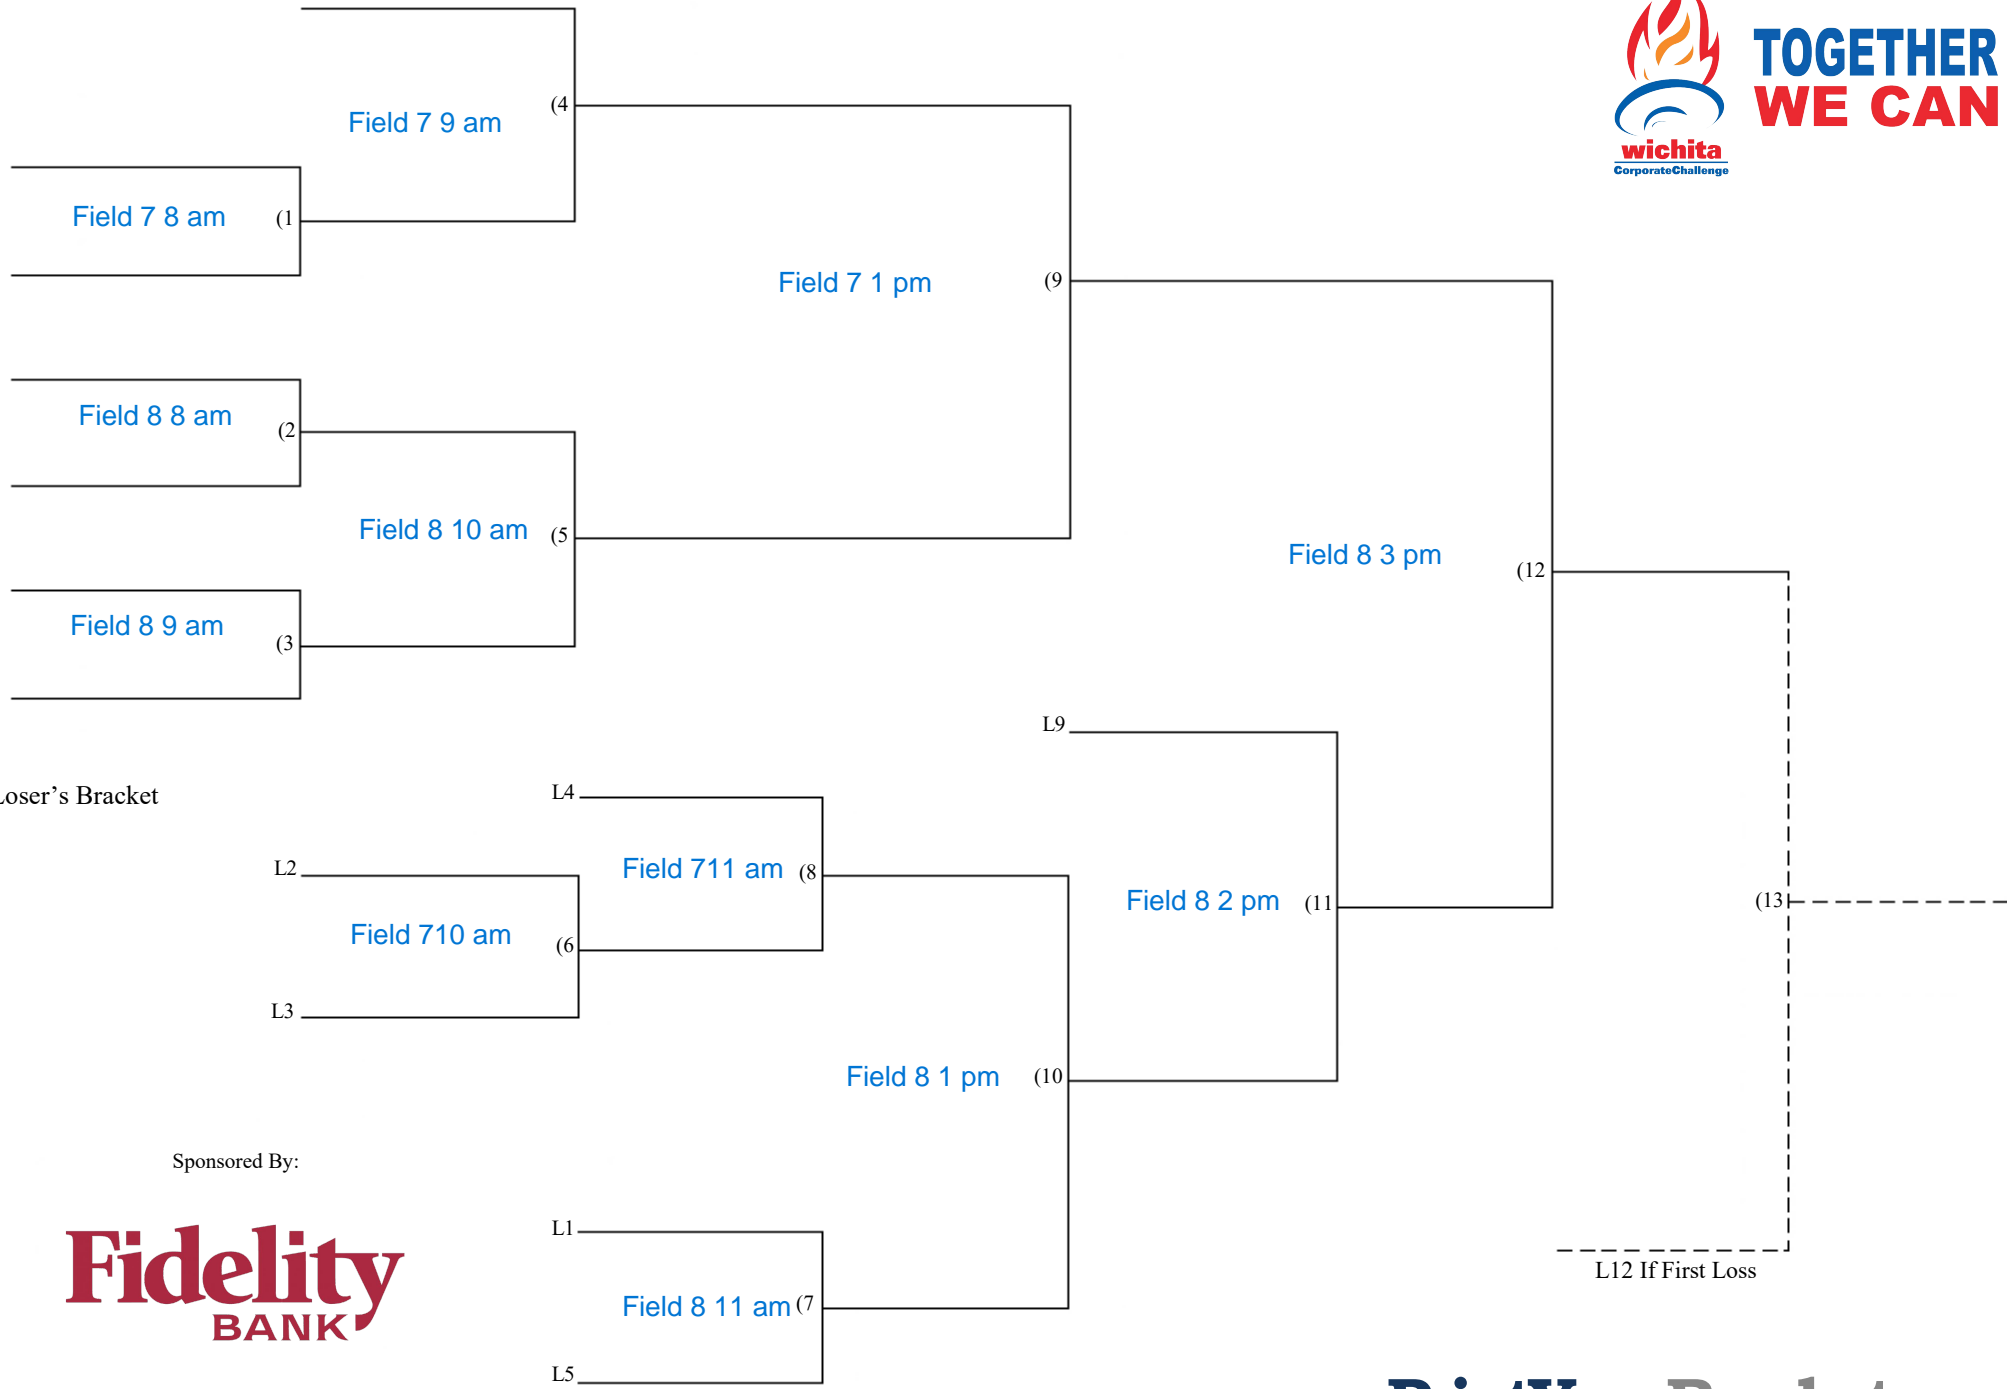 TOGETHER
WE CAN
wichita
CorporateChallenge
Field 7 9 am
(4
Field 7 8 am
(1
Field 7 1 pm
(9
Field 8 8 am
(2
Field 8 10 am
(5
Field 8 3 pm
(12
Field 8 9 am
(3
L9
Loser’s Bracket
L4
L2
Field 711 am
(8
Field 8 2 pm
(11
(13
Field 710 am
(6
L3
Field 8 1 pm
(10
Sponsored By:
L1
Fidelity
BANK
L12 If First Loss
Field 8 11 am
(7
L5